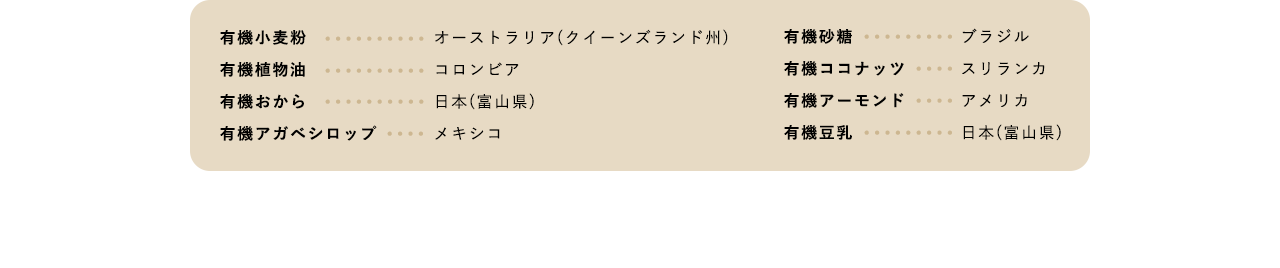 有機小麦粉 •••••••••• オーストラリア(クイーンズランド州)
有機植物油 •••••••••• コロンビア
有機おから •••••••••• 日本(富山県)
有機アガベシロップ •••• メキシコ
有機砂糖 ••••••••• ブラジル
有機ココナッツ •••• スリランカ
有機アーモンド •••• アメリカ
有機豆乳 ••••••••• 日本(富山県)